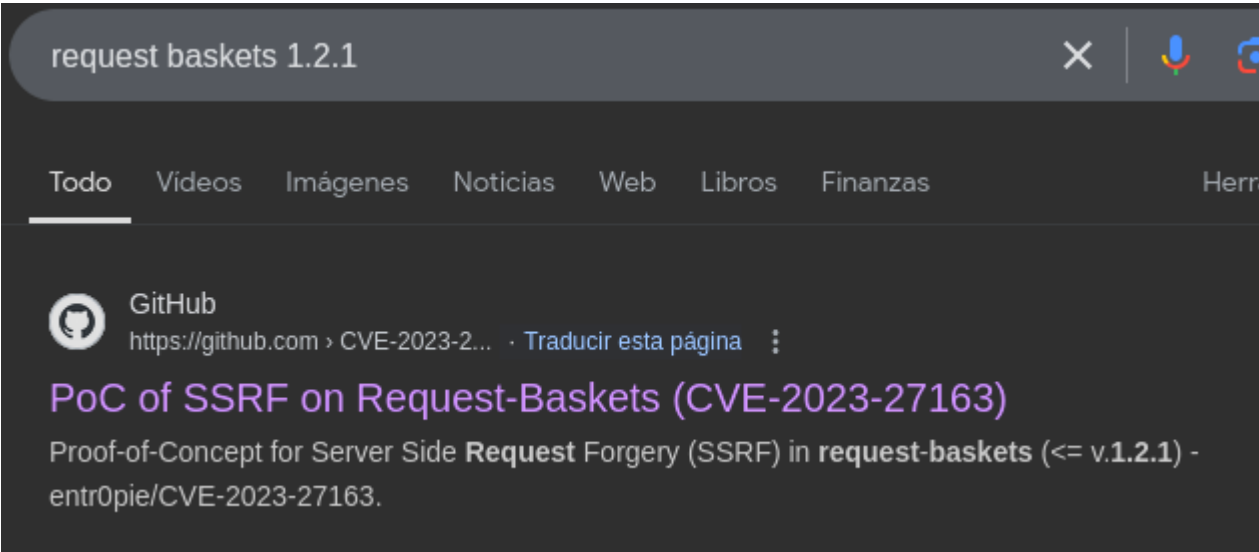 request baskets 1.2.1
Todo Vídeos Imágenes Noticias Web Libros Finanzas Herra
GitHub
https://github.com › CVE-2023-2... · Traducir esta página
PoC of SSRF on Request-Baskets (CVE-2023-27163)
Proof-of-Concept for Server Side Request Forgery (SSRF) in request-baskets (<= v.1.2.1) -
entr0pie/CVE-2023-27163.